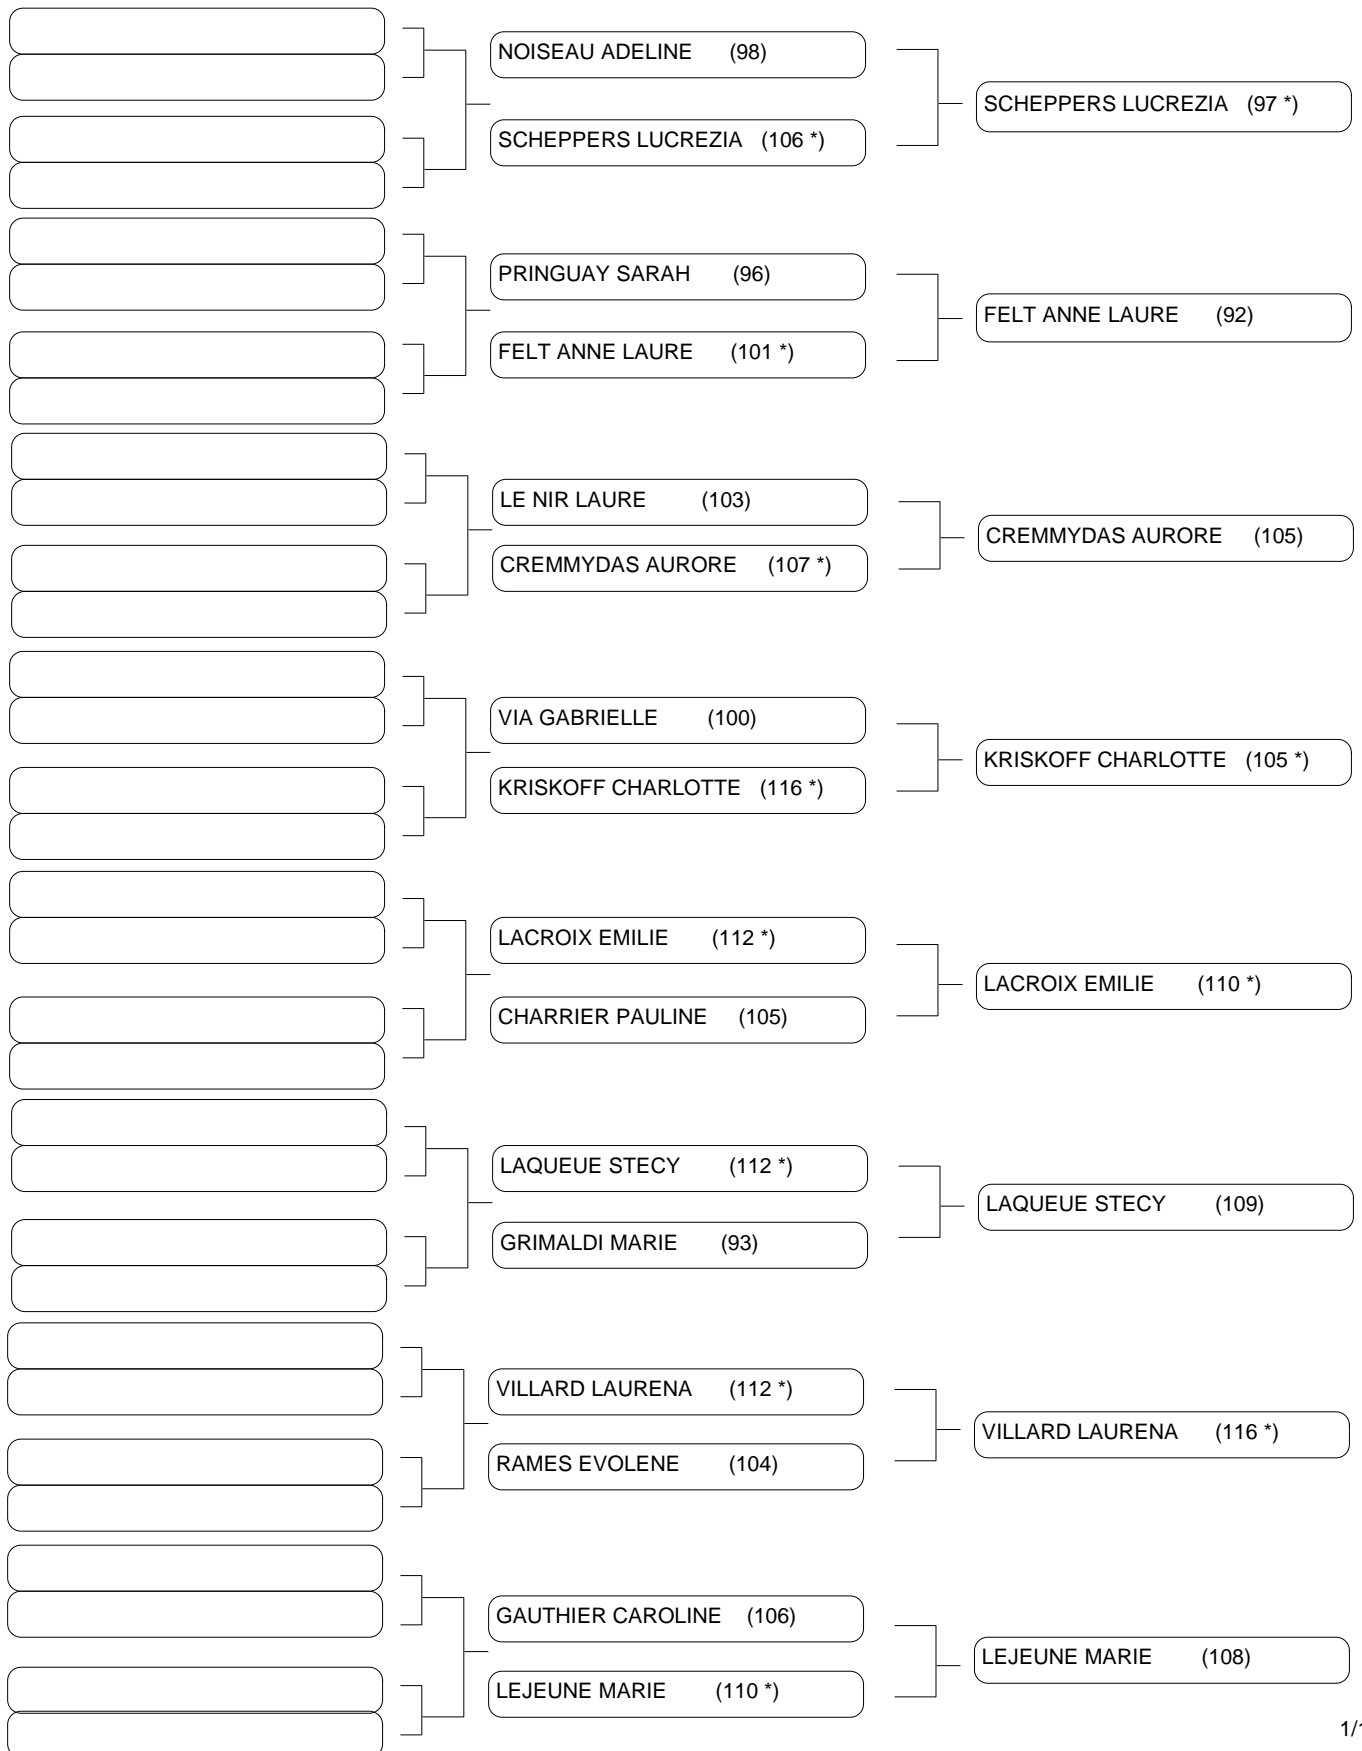 NOISEAU ADELINE (98)
SCHEPPERS LUCREZIA (106 *)
SCHEPPERS LUCREZIA (97 *)
PRINGUAY SARAH (96)
FELT ANNE LAURE (101 *)
FELT ANNE LAURE (92)
LE NIR LAURE (103)
CREMMYDAS AURORE (107 *)
CREMMYDAS AURORE (105)
VIA GABRIELLE (100)
KRISKOFF CHARLOTTE (116 *)
KRISKOFF CHARLOTTE (105 *)
LACROIX EMILIE (112 *)
CHARRIER PAULINE (105)
LACROIX EMILIE (110 *)
LAQUEUE STECY (112 *)
GRIMALDI MARIE (93)
LAQUEUE STECY (109)
VILLARD LAURENA (112 *)
RAMES EVOLENE (104)
VILLARD LAURENA (116 *)
GAUTHIER CAROLINE (106)
LEJEUNE MARIE (110 *)
LEJEUNE MARIE (108)